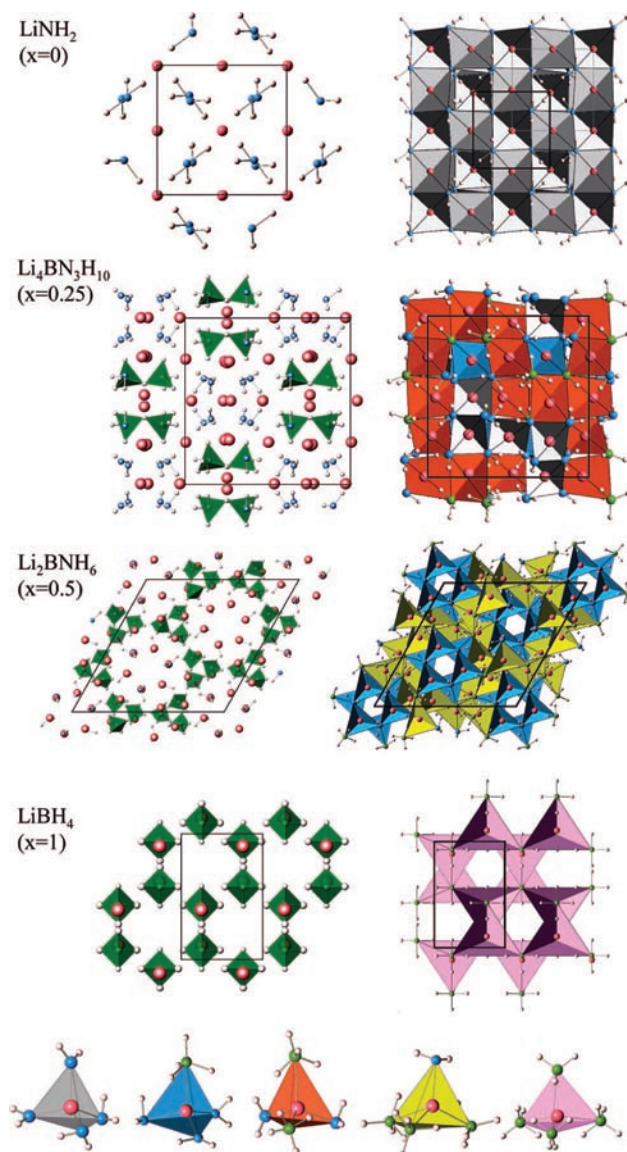 LiNH₂
(x=0)
Li₄BN₃H₁₀
(x=0.25)
Li₂BNH₆
(x=0.5)
LiBH₄
(x=1)